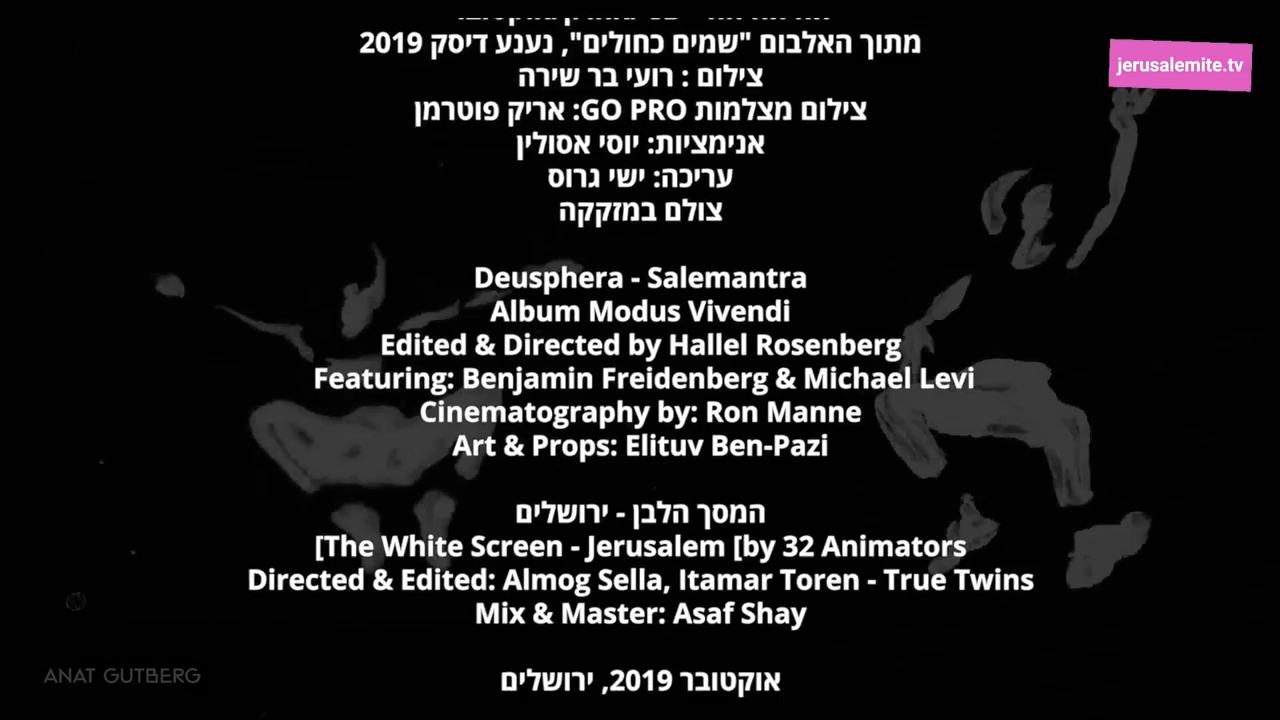 מתוך האלבום "שמים כחולים", נענע דיסק 2019
צילום : רועי בר שירה
צילום מצלמות GO PRO: אריק פוטרמן
אנימציות: יוסי אסולין
עריכה: ישי גרוס
צולם במזקקה
Deusphera - Salemantra
Album Modus Vivendi
Edited & Directed by Hallel Rosenberg
Featuring: Benjamin Freidenberg & Michael Levi
Cinematography by: Ron Manne
Art & Props: Elituv Ben-Pazi
המסך הלבן - ירושלים
[The White Screen - Jerusalem [by 32 Animators
Directed & Edited: Almog Sella, Itamar Toren - True Twins
Mix & Master: Asaf Shay
אוקטובר 2019, ירושלים
jerusalemite.tv
ANAT GUTBERG